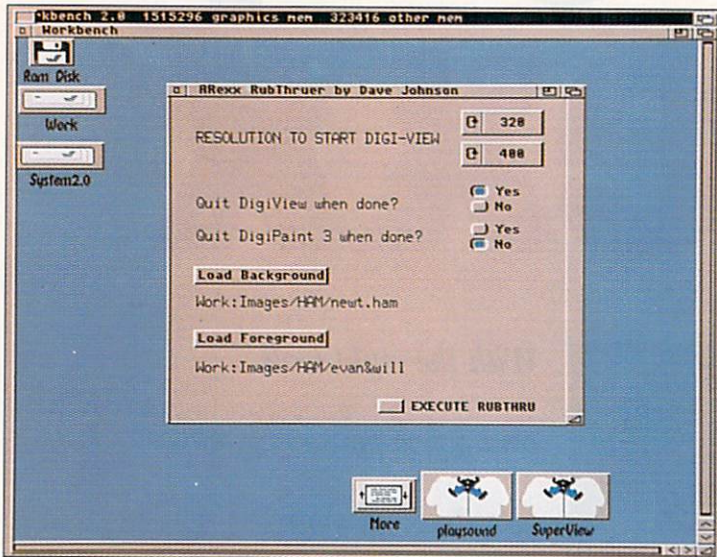 kbench 2.0 1515296 graphics mem 323416 other mem
Workbench
Ram Disk
Work
System2.0
ARexx RubThruer by Dave Johnson
RESOLUTION TO START DIGI-VIEW
320
400
Quit DigiView when done?
Yes
No
Quit DigiPaint 3 when done?
Yes
No
Load Background
Work:Images/HAM/newt.ham
Load Foreground
Work:Images/HAM/evan&will
EXECUTE RUBTHRU
More
playsound
SuperView